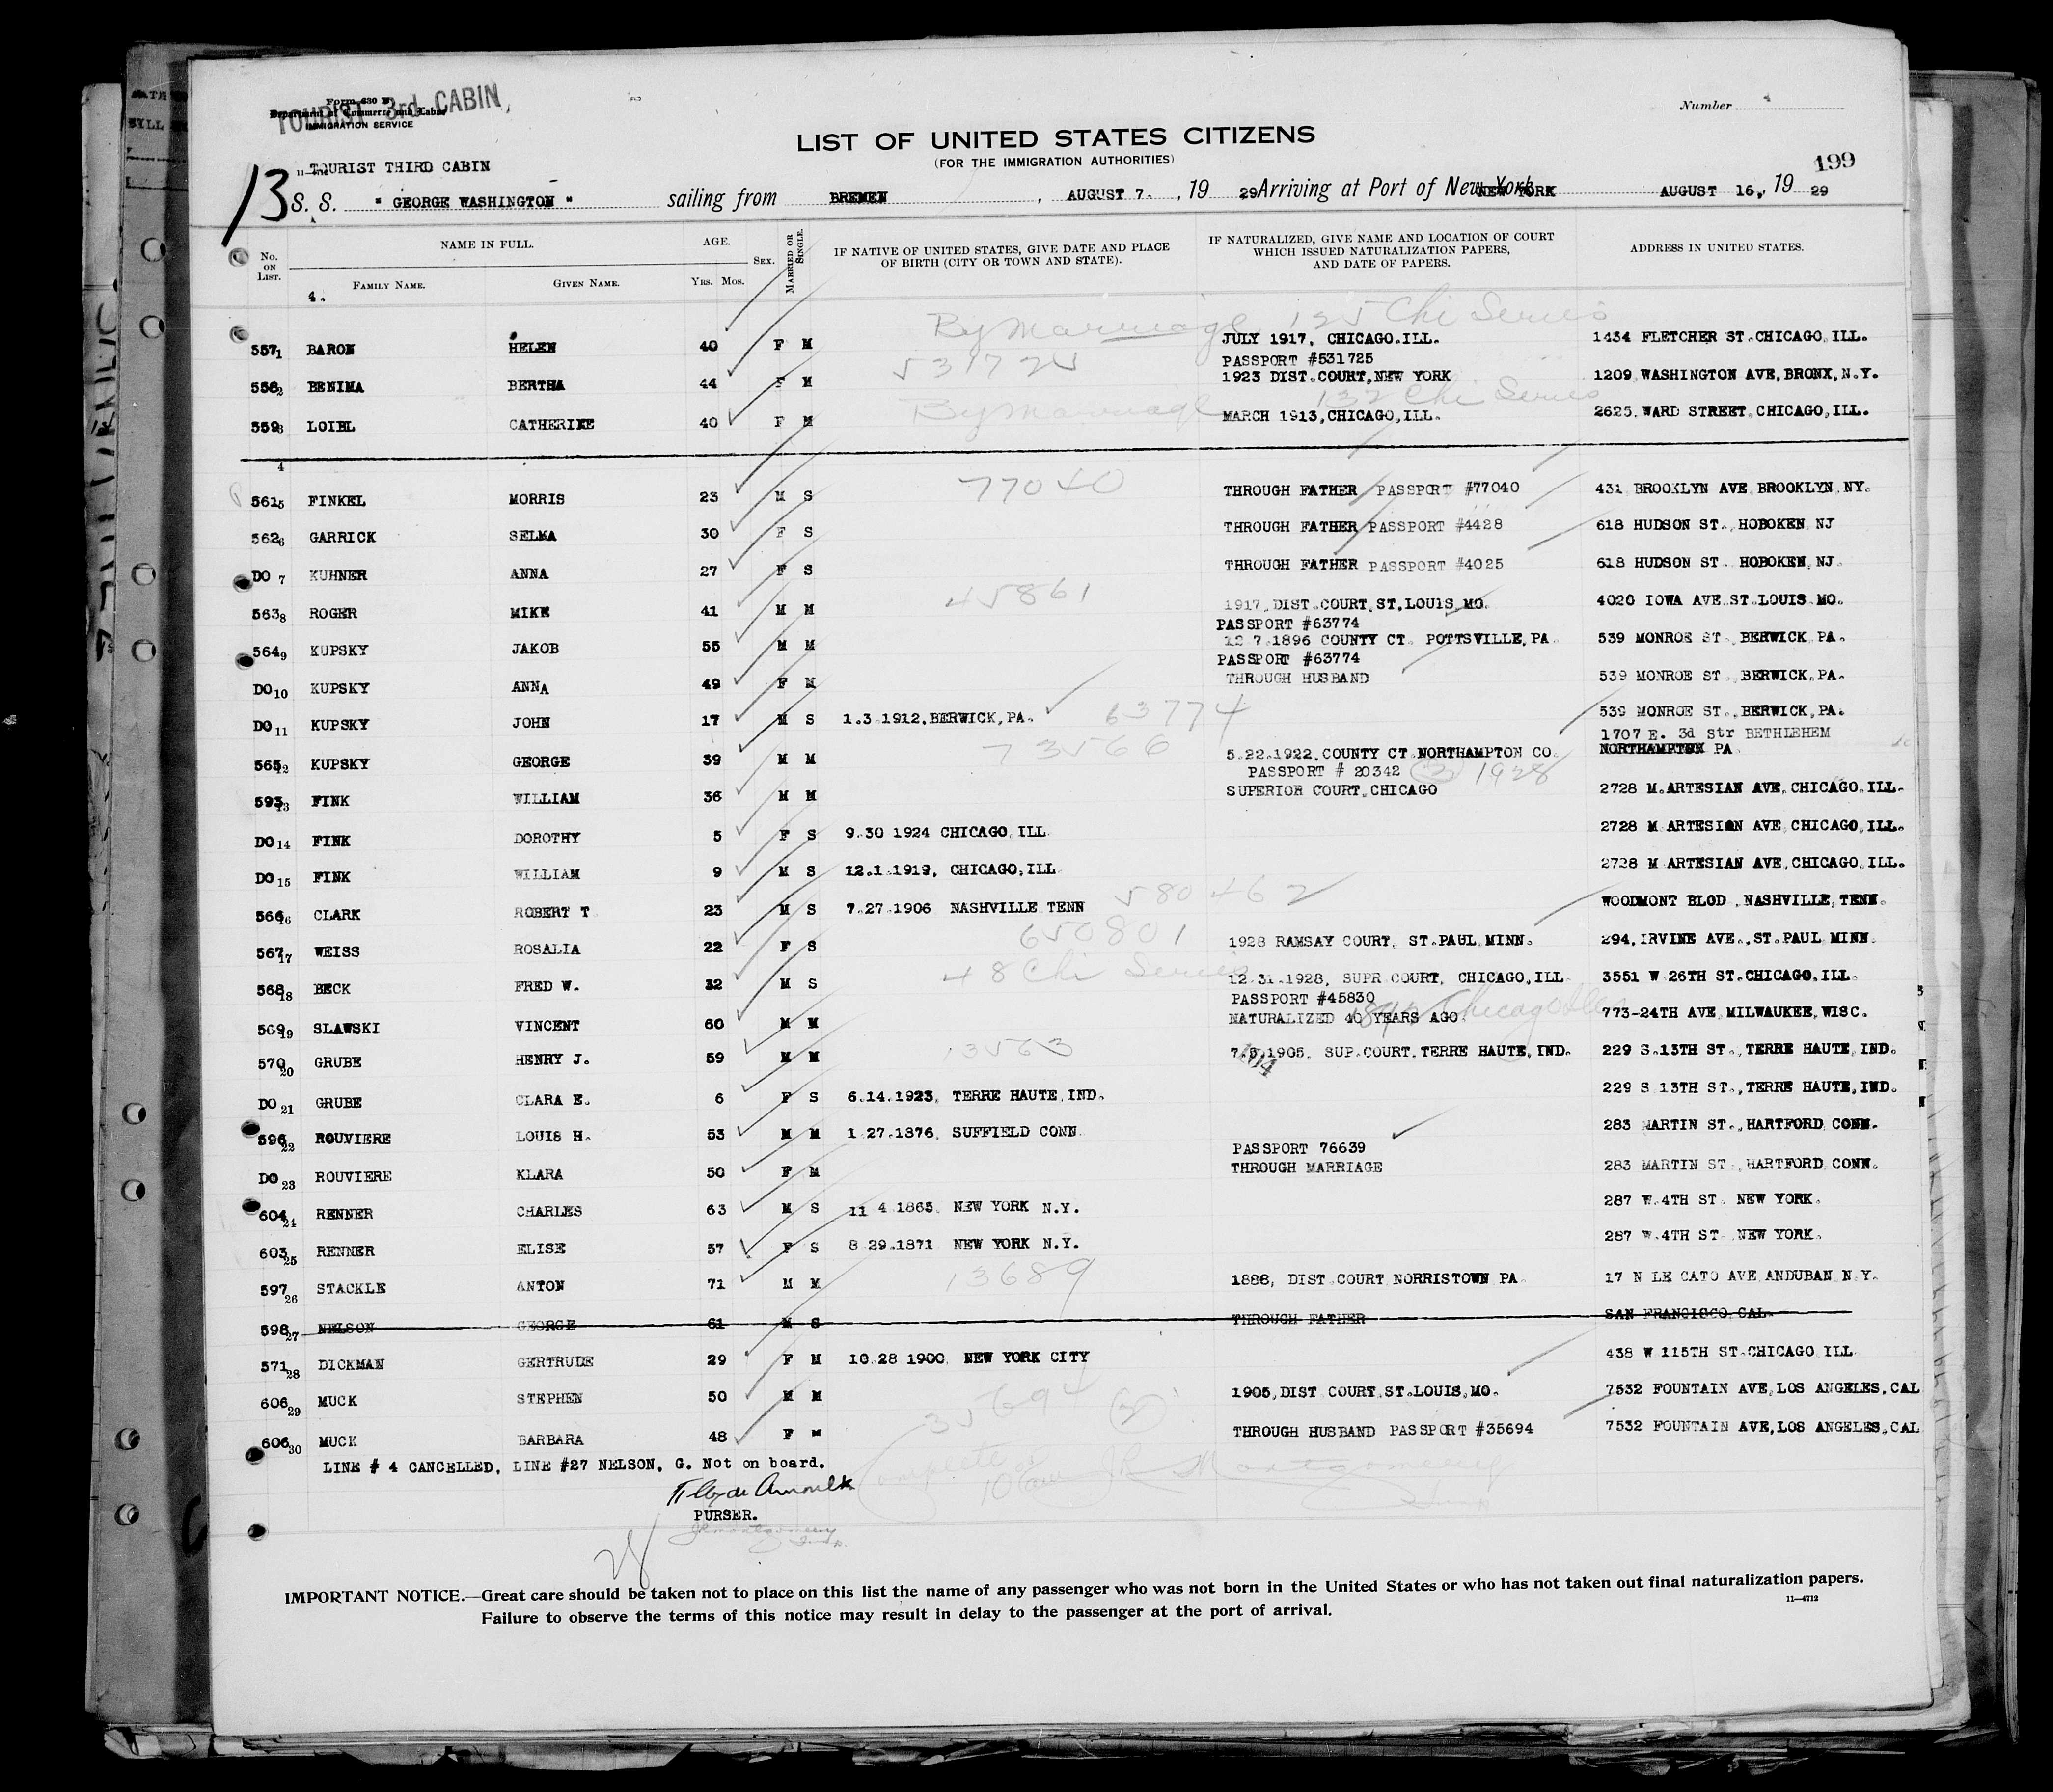 TOURIST 3rd CABIN,
Form 630 B
Department of Commerce and Labor
IMMIGRATION SERVICE
Number
LIST OF UNITED STATES CITIZENS
(FOR THE IMMIGRATION AUTHORITIES)
199
TOURIST THIRD CABIN
13 S. S. " GEORGE WASHINGTON " sailing from BREMEN, AUGUST 7., 19 29 Arriving at Port of New York NEW YORK AUGUST 16, 19 29
No. ON LIST. NAME IN FULL. FAMILY NAME. GIVEN NAME. AGE. YRS. MOS. SEX. MARRIED OR SINGLE. IF NATIVE OF UNITED STATES, GIVE DATE AND PLACE OF BIRTH (CITY OR TOWN AND STATE). IF NATURALIZED, GIVE NAME AND LOCATION OF COURT WHICH ISSUED NATURALIZATION PAPERS, AND DATE OF PAPERS. ADDRESS IN UNITED STATES.
4.
By Marriage 125 Chi Series
557 1 BARON HELEN 40 F M JULY 1917, CHICAGO.ILL. 1434 FLETCHER ST.CHICAGO,ILL.
531725 PASSPORT #531725
558 2 BENIMA BERTHA 44 F M 1923 DIST.COURT,NEW YORK 1209 WASHINGTON AVE,BRONX,N.Y.
By Marriage 132 Chi Series
559 3 LOIBL CATHERINE 40 F M MARCH 1913,CHICAGO,ILL. 2625 WARD STREET,CHICAGO,ILL.
4
561 5 FINKEL MORRIS 23 M S 77040 THROUGH FATHER PASSPORT #77040 431 BROOKLYN AVE BROOKLYN,NY.
562 6 GARRICK SELMA 30 F S THROUGH FATHER PASSPORT #4428 618 HUDSON ST., HOBOKEN NJ
DO 7 KUHNER ANNA 27 F S THROUGH FATHER PASSPORT #4025 618 HUDSON ST. HOBOKEN, NJ.
563 8 ROGER MIKE 41 M M 45861 1917, DIST.COURT,ST.LOUIS MO. 4020 IOWA AVE ST.LOUIS MO.
PASSPORT #63774
564 9 KUPSKY JAKOB 55 M M 12 7 1896 COUNTY CT. POTTSVILLE,PA. 539 MONROE ST., BERWICK,PA.
PASSPORT #63774
DO 10 KUPSKY ANNA 49 F M THROUGH HUSBAND 539 MONROE ST., BERWICK,PA.
DO 11 KUPSKY JOHN 17 M S 1.3 1912,BERWICK,PA. 63774 539 MONROE ST., BERWICK,PA.
1707 E. 3d Str BETHLEHEM
565 12 KUPSKY GEORGE 39 M M 73566 5.22.1922,COUNTY CT.NORTHAMPTON CO. NORTHAMPTON PA
PASSPORT # 20342 1928
593 13 FINK WILLIAM 36 M M SUPERIOR COURT,CHICAGO 2728 M.ARTESIAN AVE,CHICAGO,ILL.
DO 14 FINK DOROTHY 5 F S 9.30 1924 CHICAGO ILL 2728 M ARTESIAN AVE CHICAGO,ILL.
DO 15 FINK WILLIAM 9 M S 12.1.1919, CHICAGO,ILL 2728 M ARTESIAN AVE,CHICAGO,ILL.
566 16 CLARK ROBERT T 23 M S 7.27.1906 NASHVILLE TENN 580462 WOODMONT BLOD ,NASHVILLE,TENN.
567 17 WEISS ROSALIA 22 F S 650801 1928 RAMSAY COURT, ST.PAUL,MINN. 294,IRVINE AVE.,ST.PAUL MINN.
568 18 BECK FRED W. 32 M S 48 Chi Series 12.31.1928, SUPR COURT, CHICAGO,ILL 3551 W.26TH ST.CHICAGO,ILL.
PASSPORT #45830
569 19 SLAWSKI VINCENT 60 M M NATURALIZED 40 YEARS AGO. Chicago Ill 773-24TH AVE MILWAUKEE,WISC.
570 20 GRUBE HENRY J. 59 M M 13563 7.5.1905, SUP.COURT.TERRE HAUTE,IND. 229 S.13TH ST.,TERRE HAUTE,IND.
DO 21 GRUBE CLARA E. 6 F S 6.14.1923, TERRE HAUTE,IND. 229 S 13TH ST.,TERRE HAUTE,IND.
596 22 ROUVIERE LOUIS H. 53 M M 1 27.1876, SUFFIELD CONN. 283 MARTIN ST.,HARTFORD CONN.
PASSPORT 76639
DO 23 ROUVIERE KLARA 50 F M THROUGH MARRIAGE 283 MARTIN ST ,HARTFORD CONN.
604 24 RENNER CHARLES 63 M S 11 4 1865, NEW YORK N.Y. 287 W.4TH ST. NEW YORK.
603 25 RENNER ELISE 57 F S 8 29.1871 NEW YORK N.Y. 287 W.4TH ST. NEW YORK.
597 26 STACKLE ANTON 71 M M 13689 1888, DIST COURT NORRISTOWN PA 17 N LE CATO AVE ANDUBAN N.Y.
598 27 NELSON GEORGE 61 M S THROUGH FATHER SAN FRANCISCO CAL
571 28 DICKMAN GERTRUDE 29 F M 10.28 1900, NEW YORK CITY 438 W 115TH ST.CHICAGO ILL
606 29 MUCK STEPHEN 50 M M 1905,DIST COURT,ST.LOUIS,MO. 7532 FOUNTAIN AVE,LOS ANGELES,CAL
35694
606 30 MUCK BARBARA 48 F M THROUGH HUSBAND PASSPORT #35694 7532 FOUNTAIN AVE,LOS ANGELES,CAL
LINE # 4 CANCELLED, LINE #27 NELSON, G. Not on board.
PURSER.
28
IMPORTANT NOTICE.—Great care should be taken not to place on this list the name of any passenger who was not born in the United States or who has not taken out final naturalization papers.
Failure to observe the terms of this notice may result in delay to the passenger at the port of arrival.
11—4712